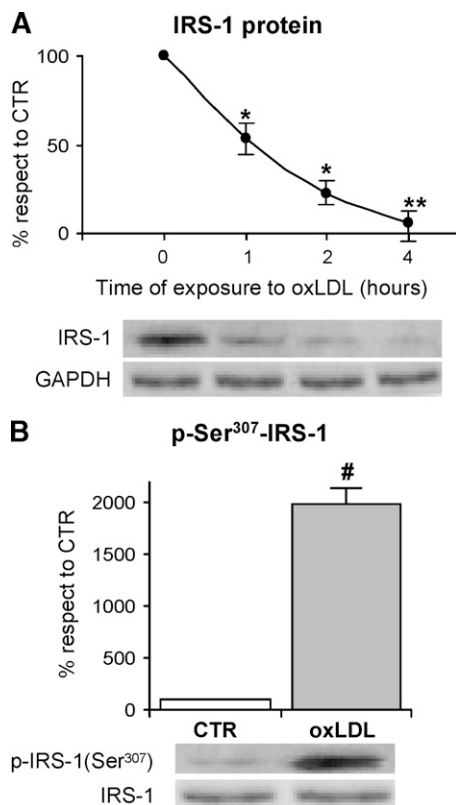 A
IRS-1 protein
% respect to CTR
100
50
0
*
*
**
0 1 2 4
Time of exposure to oxLDL (hours)
IRS-1
GAPDH
B
p-Ser³⁰⁷-IRS-1
% respect to CTR
2000
1500
1000
500
0
#
CTR oxLDL
p-IRS-1(Ser³⁰⁷)
IRS-1